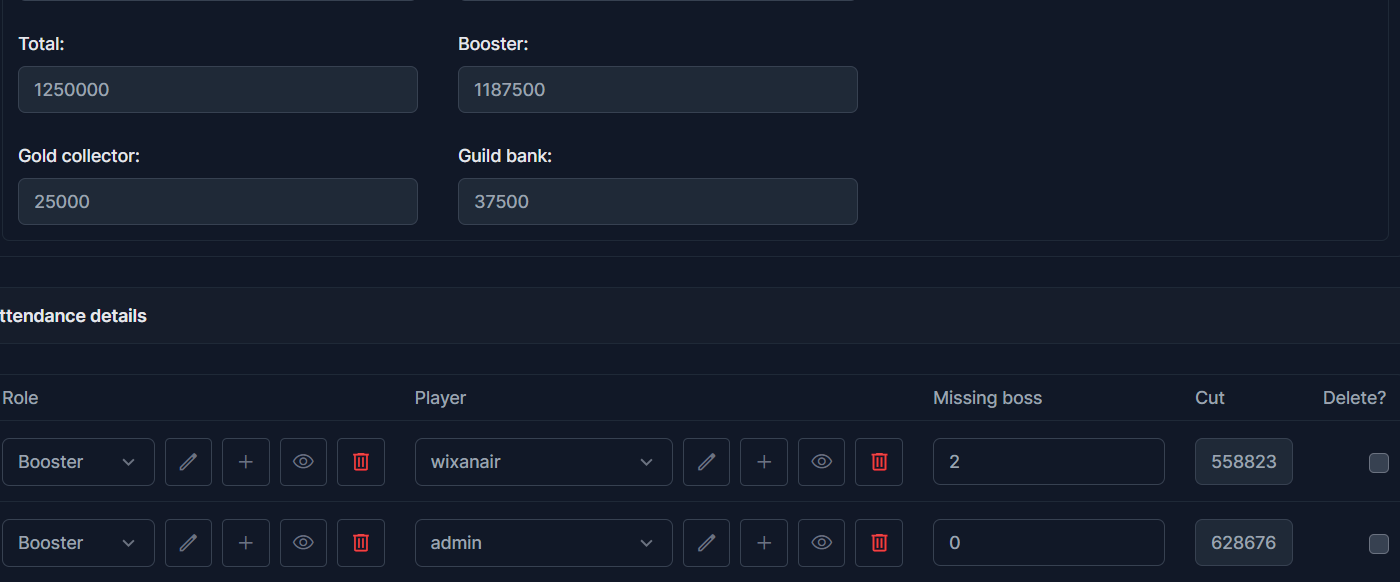 Total: Booster:
1250000 1187500
Gold collector: Guild bank:
25000 37500
ttendance details
Role Player Missing boss Cut Delete?
Booster wixanair 2 558823
Booster admin 0 628676